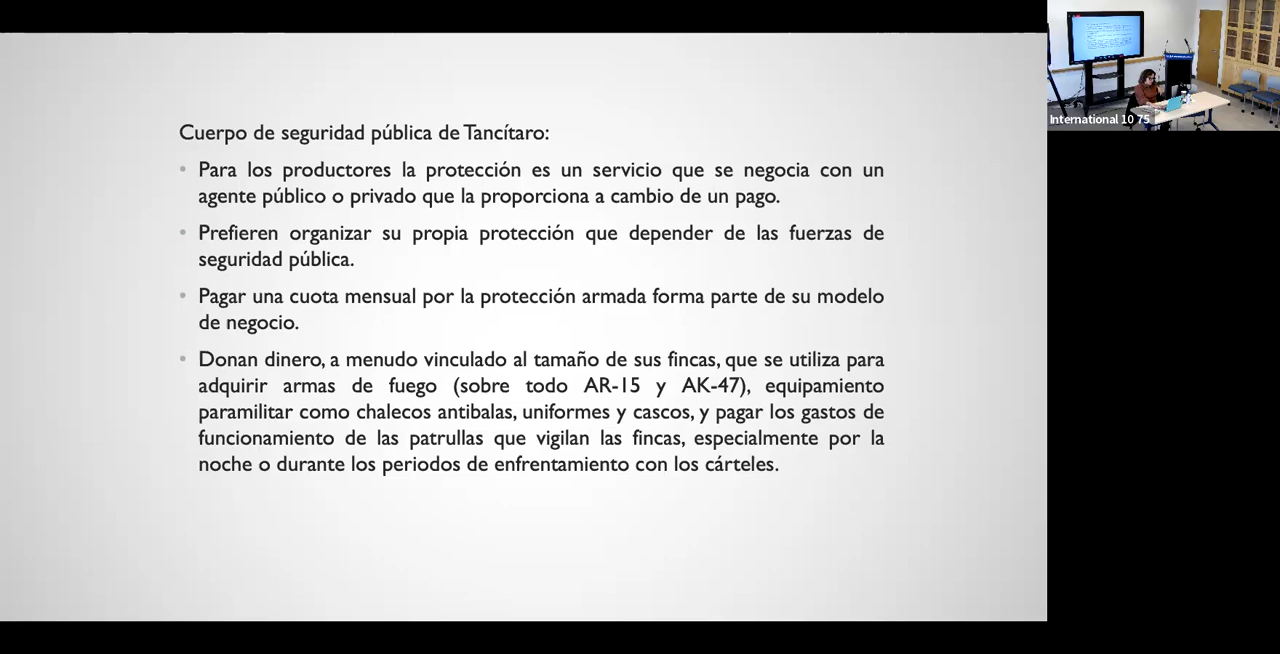 Cuerpo de seguridad pública de Tancítaro:
• Para los productores la protección es un servicio que se negocia con un
agente público o privado que la proporciona a cambio de un pago.
• Prefieren organizar su propia protección que depender de las fuerzas de
seguridad pública.
• Pagar una cuota mensual por la protección armada forma parte de su modelo
de negocio.
• Donan dinero, a menudo vinculado al tamaño de sus fincas, que se utiliza para
adquirir armas de fuego (sobre todo AR-15 y AK-47), equipamiento
paramilitar como chalecos antibalas, uniformes y cascos, y pagar los gastos de
funcionamiento de las patrullas que vigilan las fincas, especialmente por la
noche o durante los periodos de enfrentamiento con los cárteles.
International 10 75